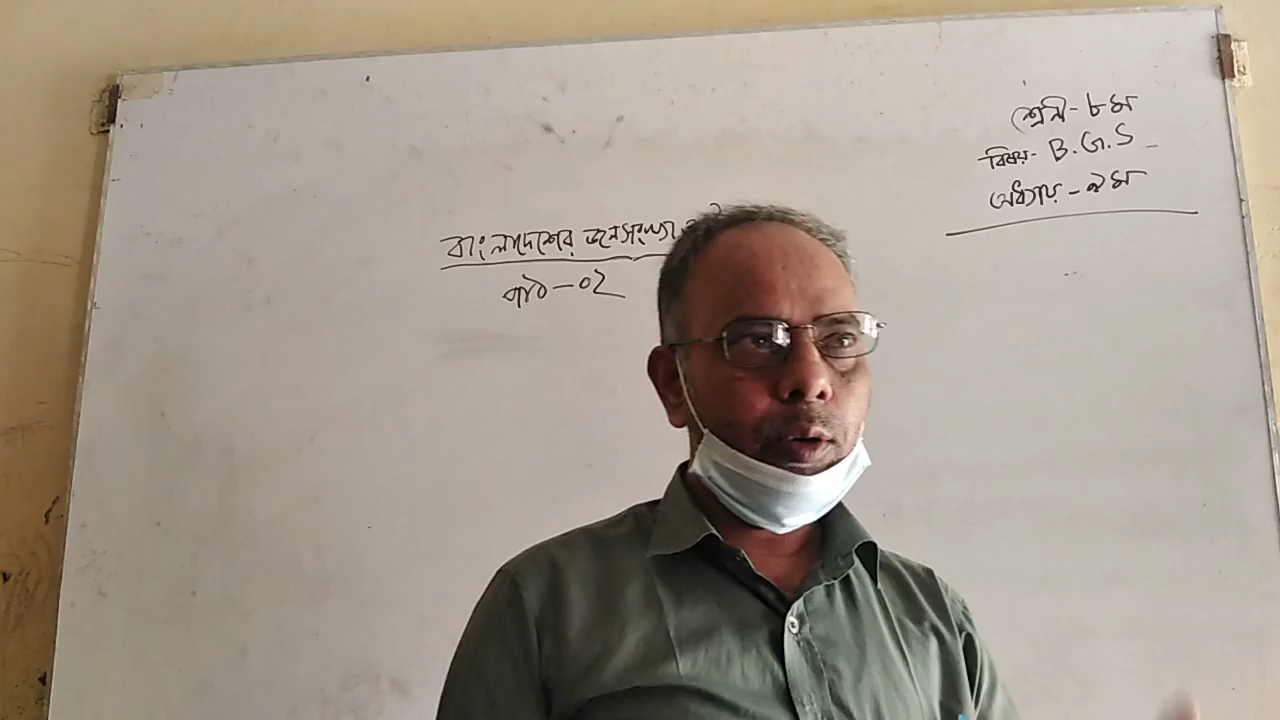 শ্রেনী - ৮ম
বিষয় - B.G.S
অধ্যায় - ৯ম
বাংলাদেশের জনসংখ্যা
পাঠ - ০২